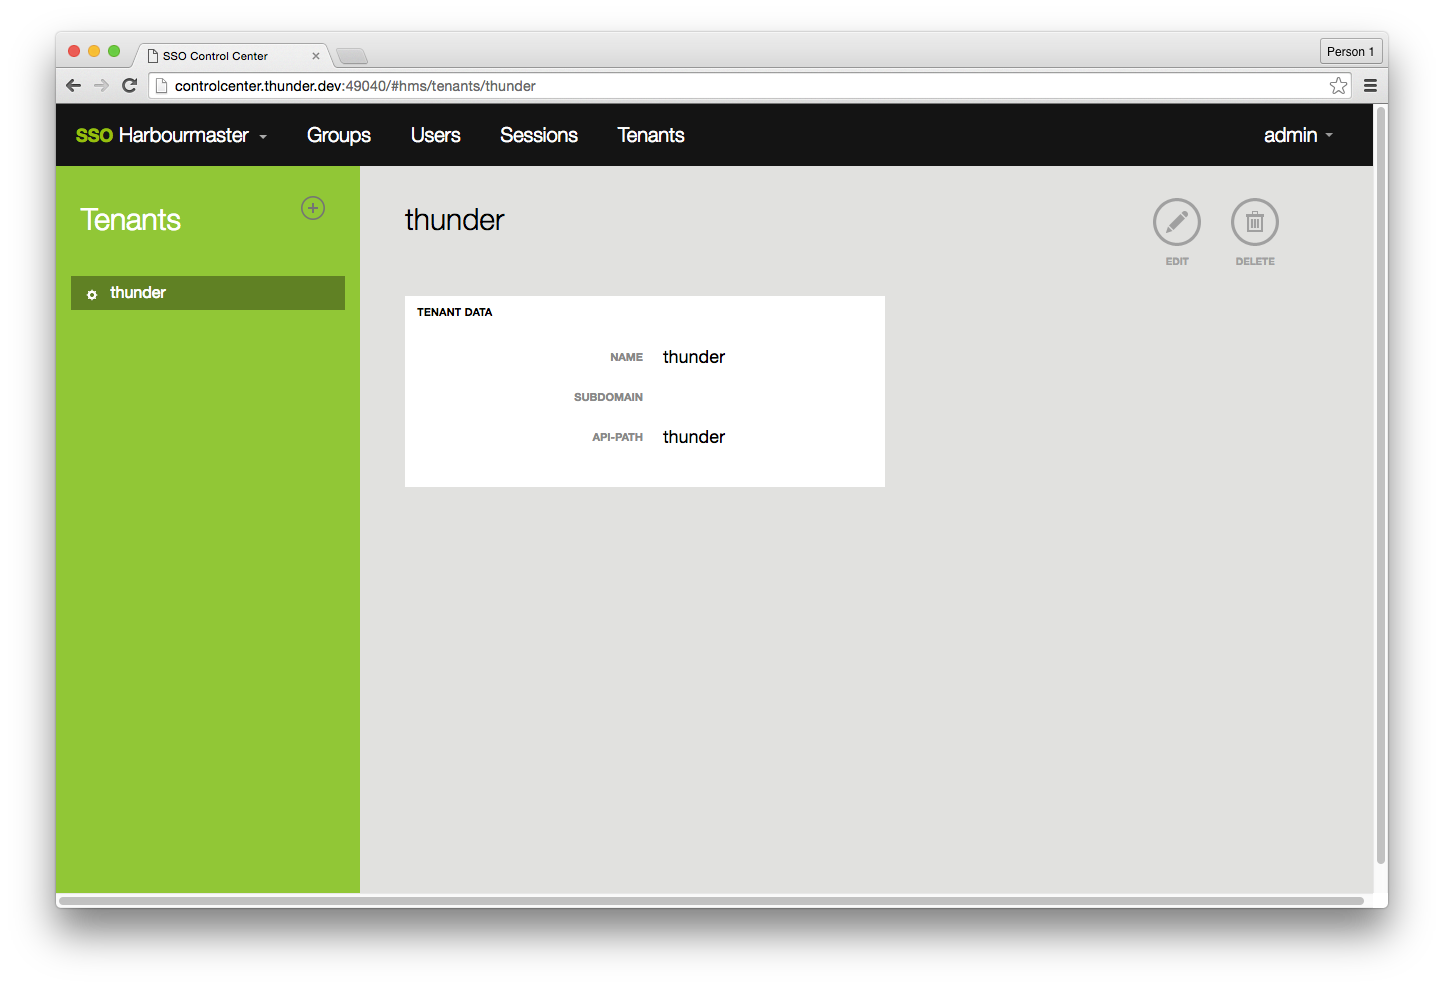 SSO Control Center
Person 1
controlcenter.thunder.dev:49040/#hms/tenants/thunder
SSO Harbourmaster Groups Users Sessions Tenants admin
Tenants
thunder
thunder
EDIT DELETE
TENANT DATA
NAME thunder
SUBDOMAIN
API-PATH thunder